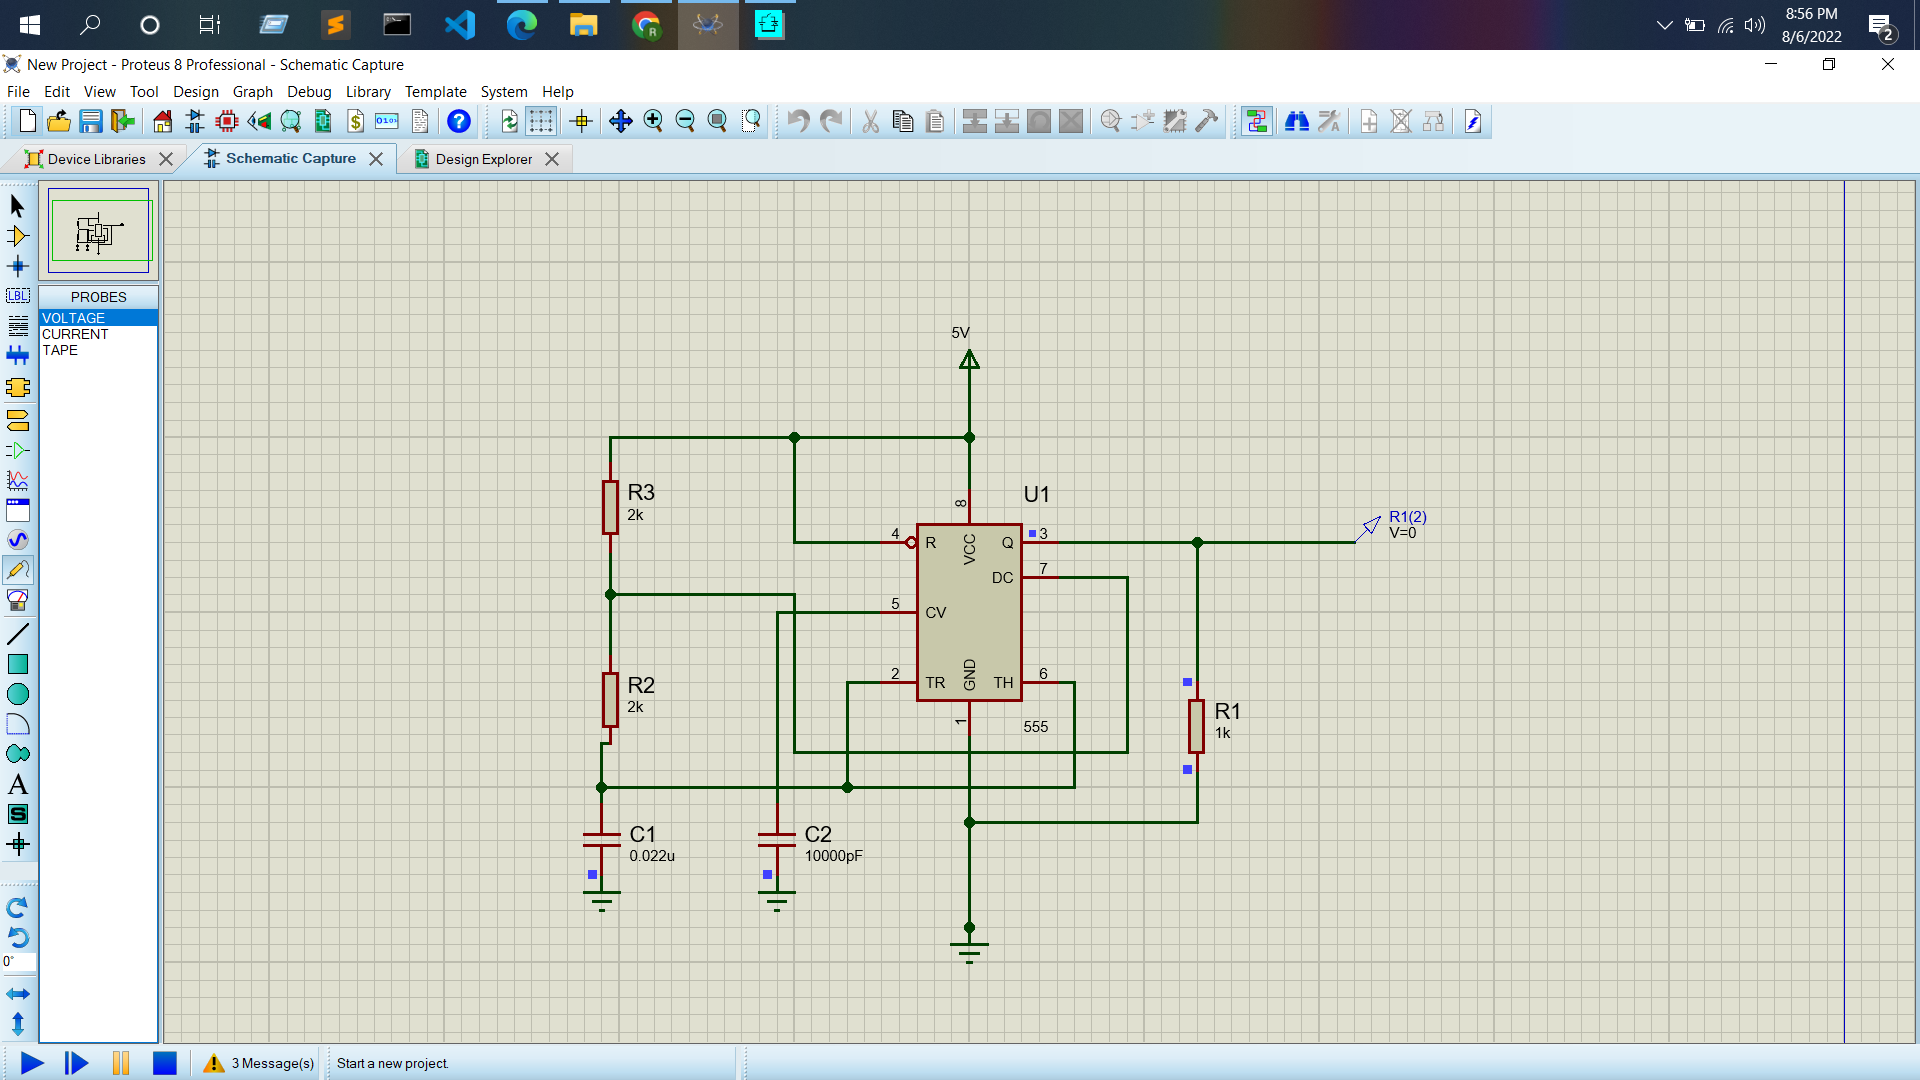 8:56 PM
8/6/2022
2
New Project - Proteus 8 Professional - Schematic Capture
File Edit View Tool Design Graph Debug Library Template System Help
Device Libraries
Schematic Capture
Design Explorer
LBL
PROBES
VOLTAGE
CURRENT
TAPE
A
S
0°
5V
R3
2k
8
U1
4
R
VCC
Q
3
R1(2)
V=0
DC
7
5
CV
R2
2k
2
TR
GND
TH
6
1
555
R1
1k
C1
0.022u
C2
10000pF
3 Message(s)
Start a new project.